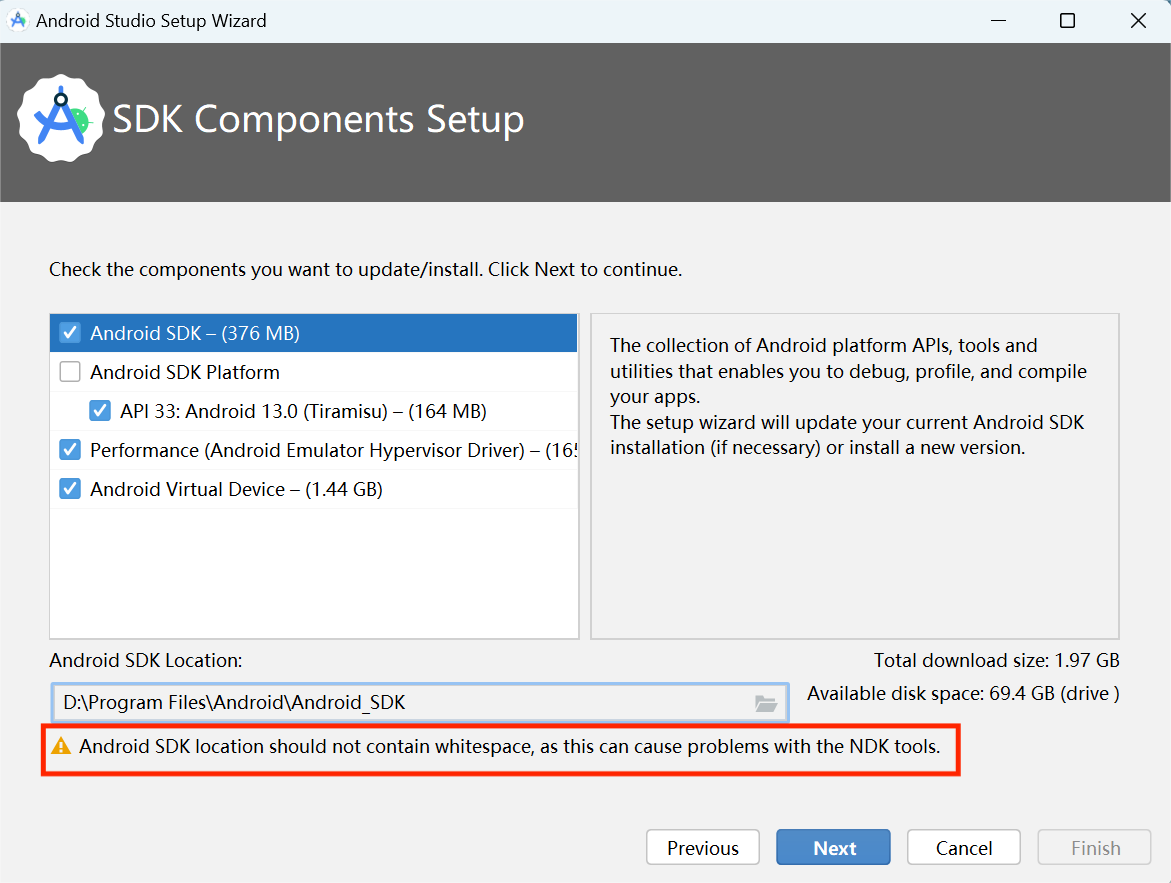 Android Studio Setup Wizard
SDK Components Setup
Check the components you want to update/install. Click Next to continue.
Android SDK – (376 MB)
Android SDK Platform
API 33: Android 13.0 (Tiramisu) – (164 MB)
Performance (Android Emulator Hypervisor Driver) – (165
Android Virtual Device – (1.44 GB)
The collection of Android platform APIs, tools and
utilities that enables you to debug, profile, and compile
your apps.
The setup wizard will update your current Android SDK
installation (if necessary) or install a new version.
Android SDK Location:
Total download size: 1.97 GB
D:\Program Files\Android\Android_SDK
Available disk space: 69.4 GB (drive )
Android SDK location should not contain whitespace, as this can cause problems with the NDK tools.
Previous
Next
Cancel
Finish